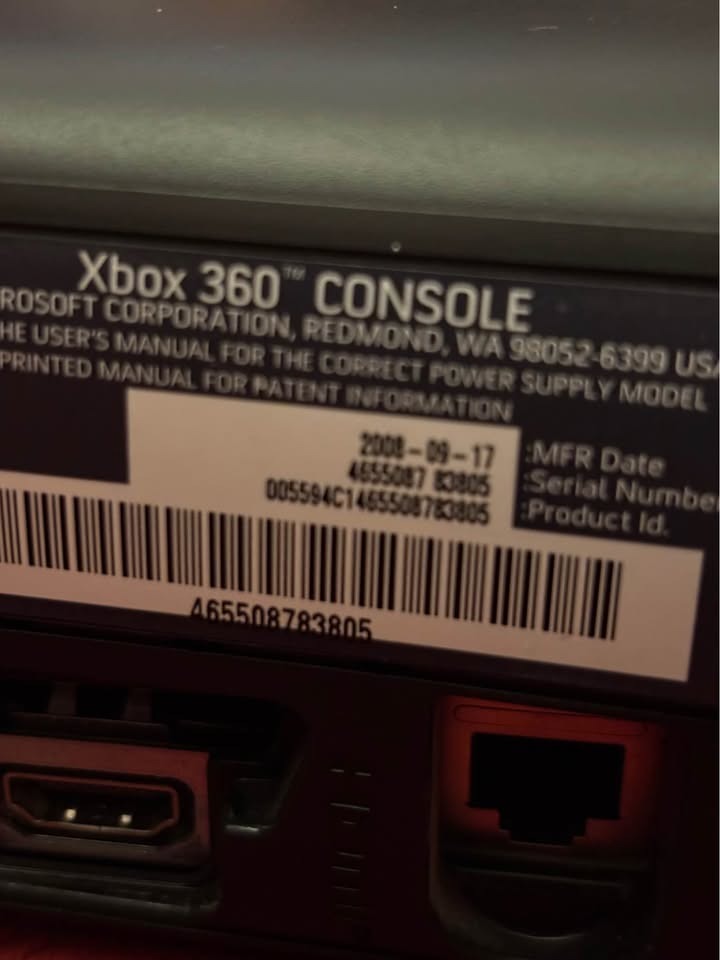 Xbox 360™ CONSOLE
ROSOFT CORPORATION, REDMOND, WA 98052-6399 USA
HE USER'S MANUAL FOR THE CORRECT POWER SUPPLY MODEL
PRINTED MANUAL FOR PATENT INFORMATION
2008-09-17 :MFR Date
4655087 83805 :Serial Number
005594C1465508783805 :Product Id.
465508783805